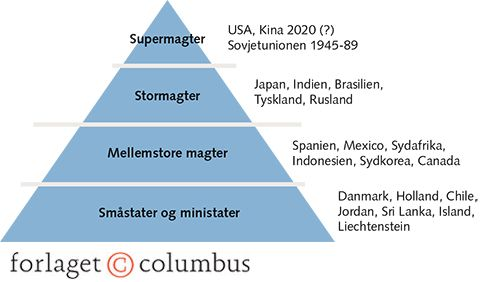 Supermagter
USA, Kina 2020 (?)
Sovjetunionen 1945-89
Stormagter
Japan, Indien, Brasilien,
Tyskland, Rusland
Mellemstore magter
Spanien, Mexico, Sydafrika,
Indonesien, Sydkorea, Canada
Småstater og ministater
Danmark, Holland, Chile,
Jordan, Sri Lanka, Island,
Liechtenstein
forlaget © columbus